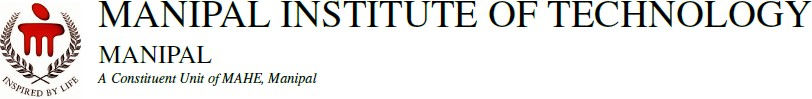 MANIPAL INSTITUTE OF TECHNOLOGY
MANIPAL
A Constituent Unit of MAHE, Manipal
INSPIRED BY LIFE